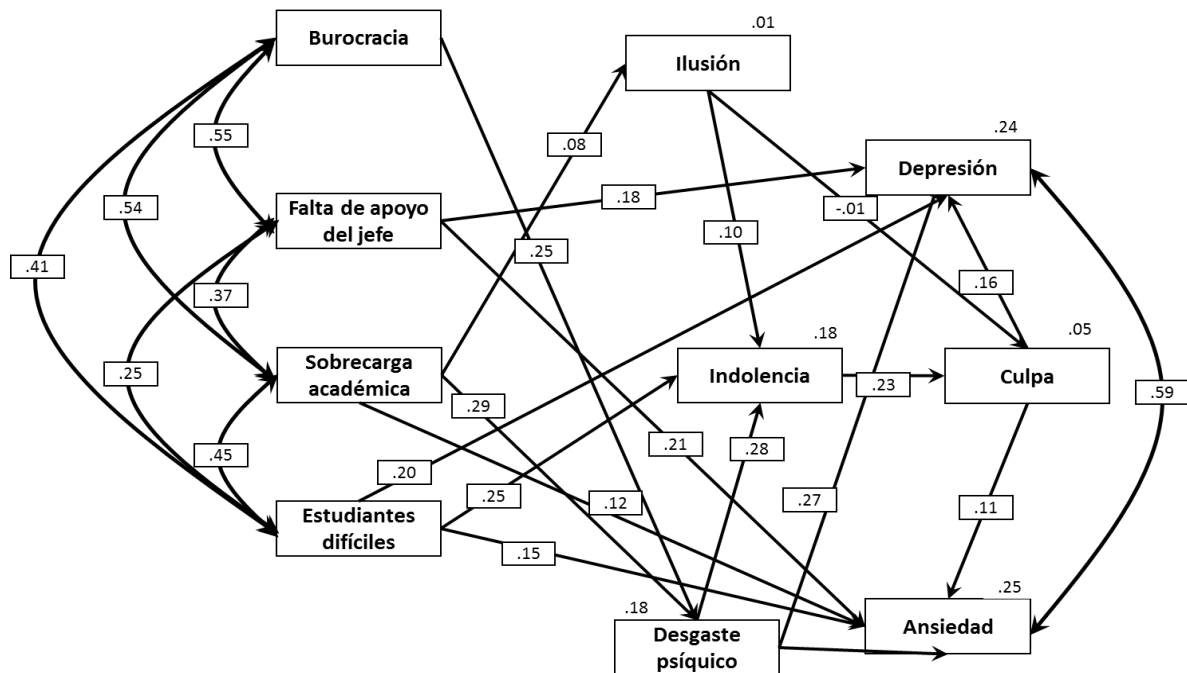 .01
Burocracia
Ilusión
.24
.55
.08
Depresión
.54
Falta de apoyo
del jefe
.18
-.01
.10
.25
.41
.37
.16
.18
.05
.25
Sobrecarga
académica
Indolencia
.23
Culpa
.59
.29
.45
.21
.28
.20
.25
.12
.27
.11
Estudiantes
difíciles
.15
.25
.18
Desgaste
psíquico
Ansiedad